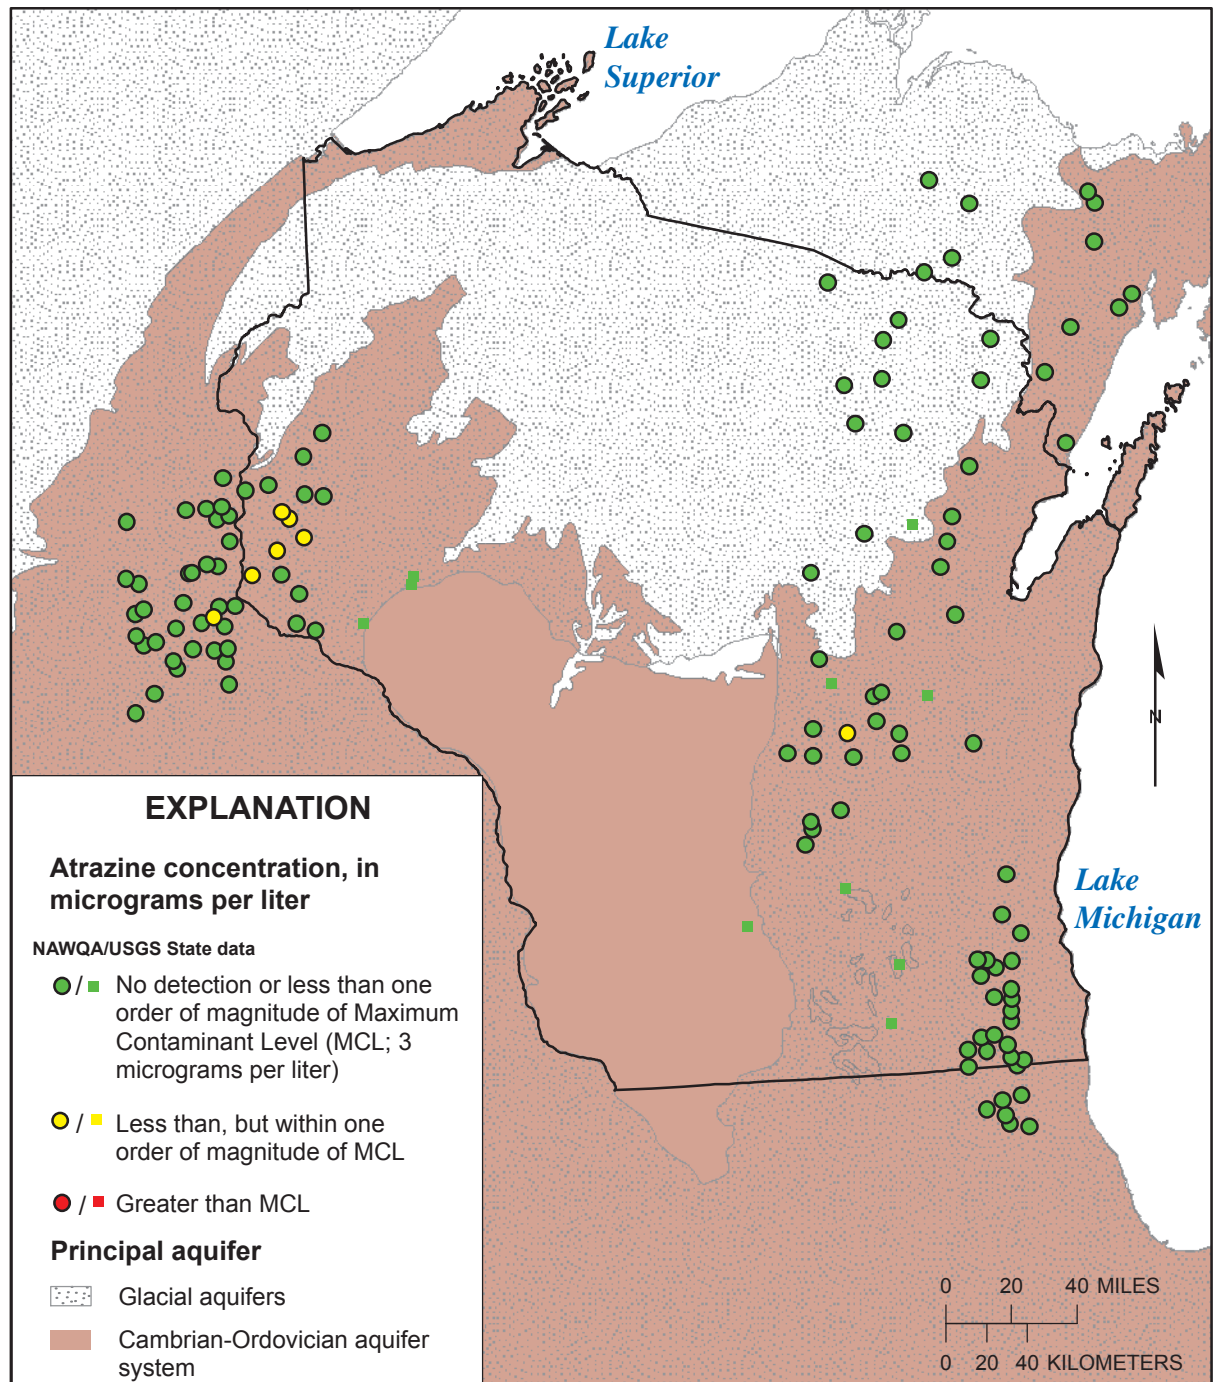 Lake
Superior
N
Lake
Michigan
EXPLANATION
Atrazine concentration, in
micrograms per liter
NAWQA/USGS State data
/ No detection or less than one
order of magnitude of Maximum
Contaminant Level (MCL; 3
micrograms per liter)
/ Less than, but within one
order of magnitude of MCL
/ Greater than MCL
Principal aquifer
Glacial aquifers
Cambrian-Ordovician aquifer
system
0 20 40 MILES
0 20 40 KILOMETERS